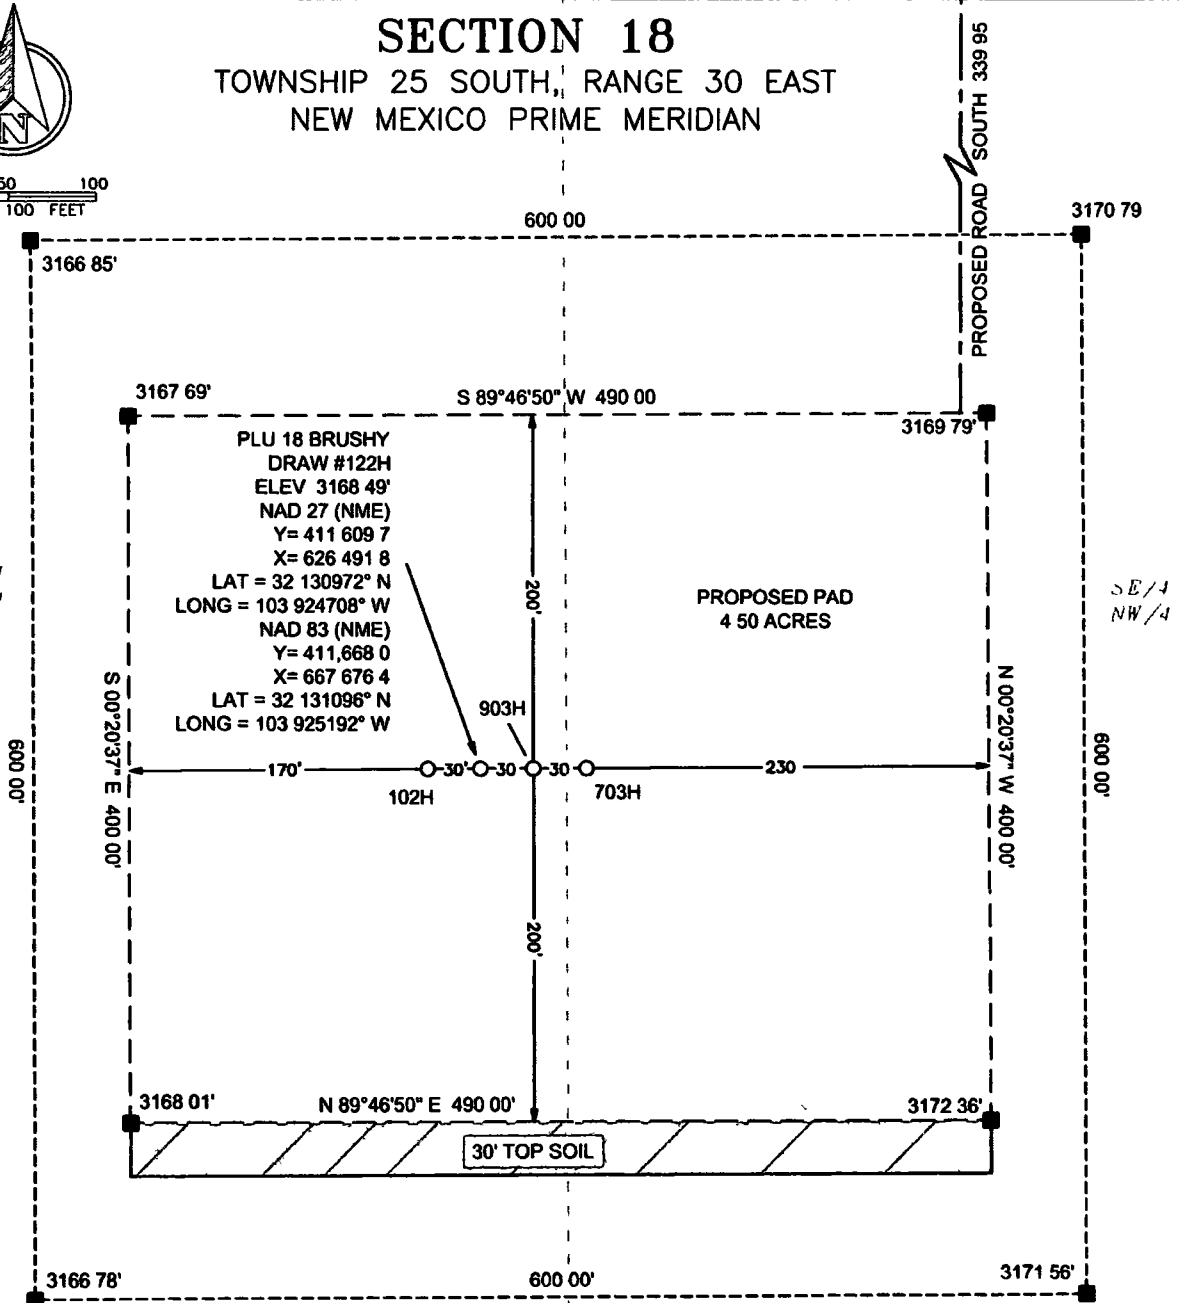 SECTION 18
TOWNSHIP 25 SOUTH, RANGE 30 EAST
NEW MEXICO PRIME MERIDIAN
N
100
100 FEET
PROPOSED ROAD SOUTH 339 95
600 00
3170 79
3166 85'
3167 69'
S 89°46'50" W 490 00
3169 79'
PLU 18 BRUSHY
DRAW #122H
ELEV 3168 49'
NAD 27 (NME)
Y= 411 609 7
X= 626 491 8
LAT = 32 130972° N
LONG = 103 924708° W
NAD 83 (NME)
Y= 411,668 0
X= 667 676 4
LAT = 32 131096° N
LONG = 103 925192° W
200'
PROPOSED PAD
4 50 ACRES
SE/4
NW/4
S 00°20'37" E 400 00'
N 00°20'37" W 400 00'
600 00'
600 00'
903H
170'
30'
30
30
230
102H
703H
200'
3168 01'
N 89°46'50" E 490 00'
3172 36'
30' TOP SOIL
3166 78'
600 00'
3171 56'